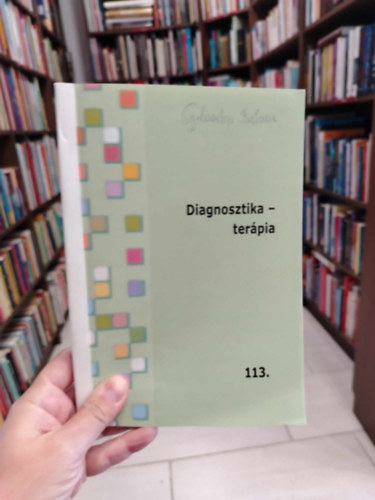 Diagnosztika –
terápia
113.